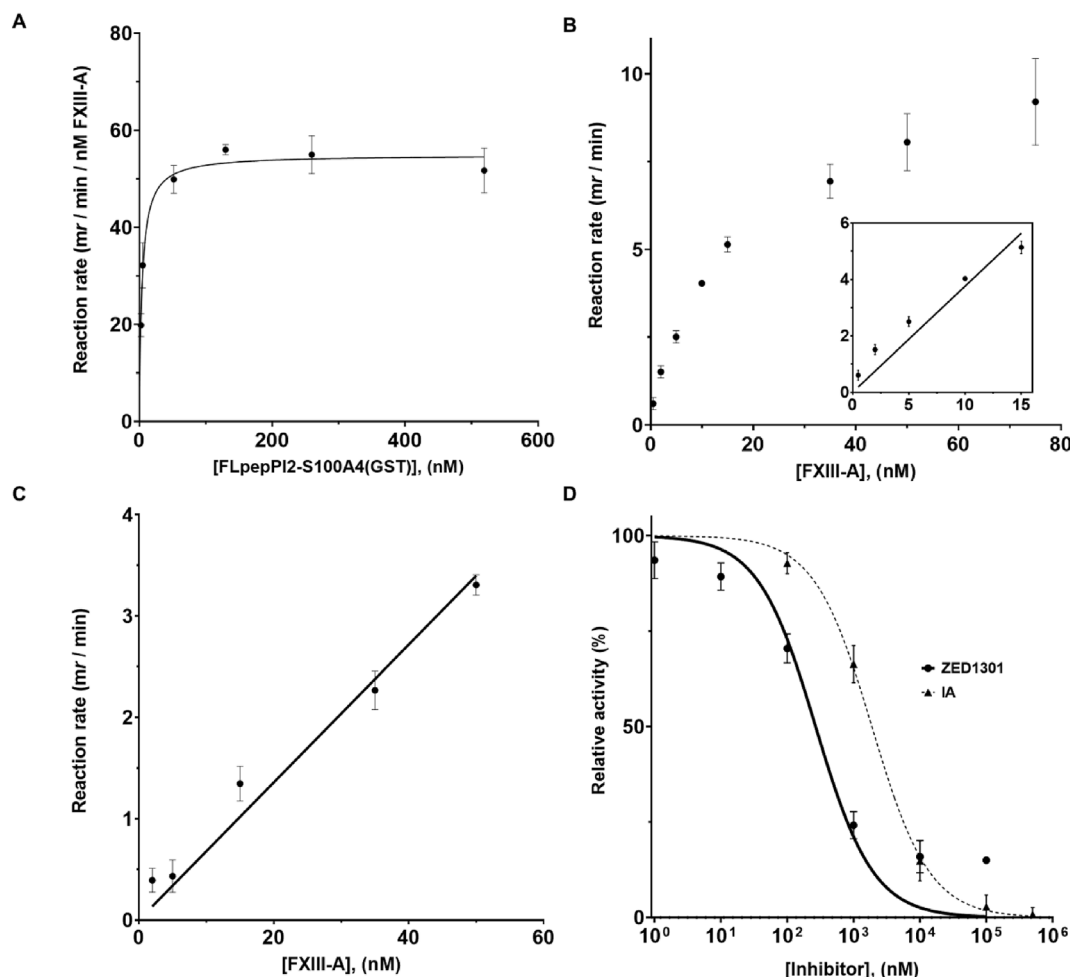 A
Reaction rate (mr / min / nM FXIII-A)
80
60
40
20
0
0 200 400 600
[FLpepPI2-S100A4(GST)], (nM)
B
Reaction rate (mr / min)
10
5
0
0 20 40 60 80
[FXIII-A], (nM)
6
4
2
0
0 5 10 15
C
Reaction rate (mr / min)
4
3
2
1
0
0 20 40 60
[FXIII-A], (nM)
D
Relative activity (%)
100
50
0
10⁰ 10¹ 10² 10³ 10⁴ 10⁵ 10⁶
[Inhibitor], (nM)
ZED1301
IA